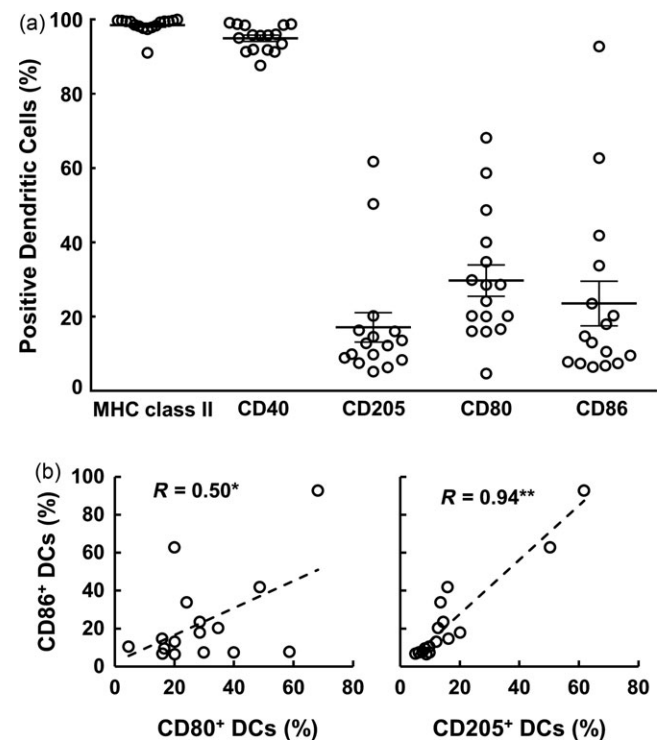 (a)
Positive Dendritic Cells (%)
100
80
60
40
20
0
MHC class II CD40 CD205 CD80 CD86
(b)
CD86⁺ DCs (%)
100
80
60
40
20
0
R = 0.50*
0 20 40 60 80
CD80⁺ DCs (%)
R = 0.94**
0 20 40 60 80
CD205⁺ DCs (%)